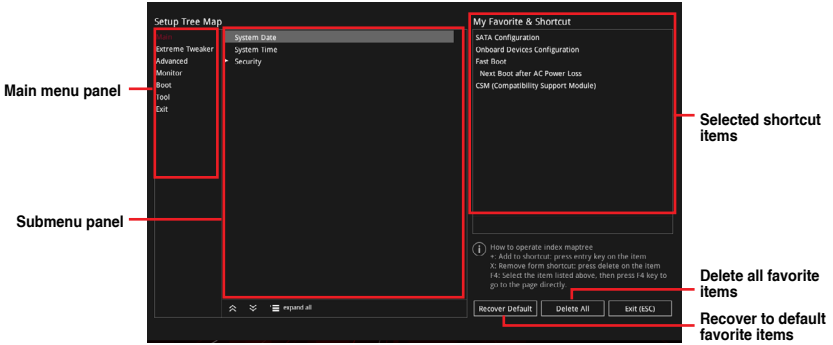 Setup Tree Map
My Favorite & Shortcut
Main
Extreme Tweaker
Advanced
Monitor
Boot
Tool
Exit
System Date
System Time
Security
SATA Configuration
Onboard Devices Configuration
Fast Boot
Next Boot after AC Power Loss
CSM (Compatibility Support Module)
Main menu panel
Submenu panel
Selected shortcut
items
How to operate index maptree
+: Add to shortcut: press entry key on the item
X: Remove form shortcut: press delete on the item
F4: Select the item listed above, then press F4 key to
go to the page directly.
expand all
Recover Default
Delete All
Exit (ESC)
Delete all favorite
items
Recover to default
favorite items